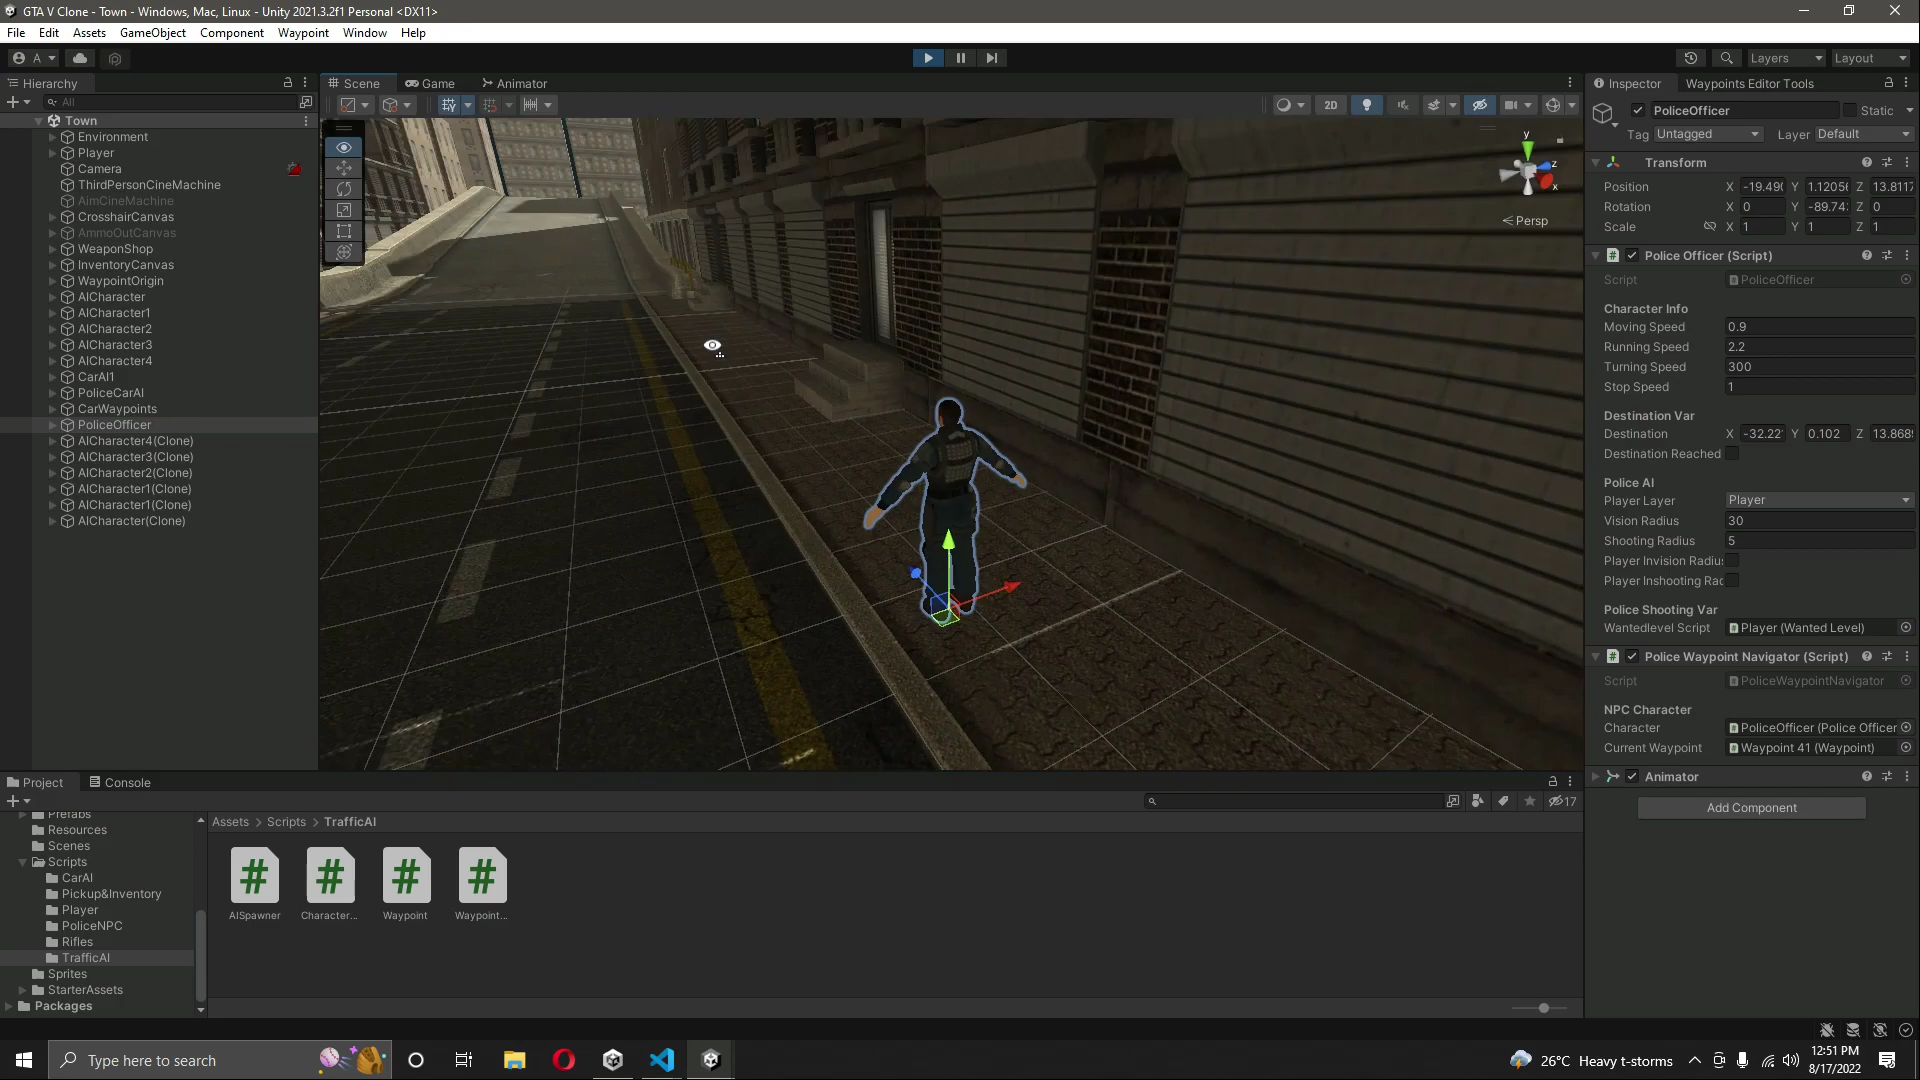 GTA V Clone - Town - Windows, Mac, Linux - Unity 2021.3.2f1 Personal <DX11>
File Edit Assets GameObject Component Waypoint Window Help
A Layers Layout
Hierarchy
All
Town
Environment
Player
Camera
ThirdPersonCineMachine
AimCineMachine
CrosshairCanvas
AmmoOutCanvas
WeaponShop
InventoryCanvas
WaypointOrigin
AICharacter
AICharacter1
AICharacter2
AICharacter3
AICharacter4
CarAI1
PoliceCarAI
CarWaypoints
PoliceOfficer
AICharacter4(Clone)
AICharacter3(Clone)
AICharacter2(Clone)
AICharacter1(Clone)
AICharacter1(Clone)
AICharacter(Clone)
Scene Game Animator
2D
y
z
x
< Persp
Inspector Waypoints Editor Tools
PoliceOfficer Static
Tag Untagged Layer Default
Transform
Position X -19.490 Y 1.12056 Z 13.8117
Rotation X 0 Y -89.74 Z 0
Scale X 1 Y 1 Z 1
Police Officer (Script)
Script PoliceOfficer
Character Info
Moving Speed 0.9
Running Speed 2.2
Turning Speed 300
Stop Speed 1
Destination Var
Destination X -32.22 Y 0.102 Z 13.868
Destination Reached
Police AI
Player Layer Player
Vision Radius 30
Shooting Radius 5
Player Invision Radiu
Player Inshooting Rad
Police Shooting Var
Wantedlevel Script Player (Wanted Level)
Police Waypoint Navigator (Script)
Script PoliceWaypointNavigator
NPC Character
Character PoliceOfficer (Police Officer
Current Waypoint Waypoint 41 (Waypoint)
Animator
Add Component
Project Console
17
Prefabs
Resources
Scenes
Scripts
CarAI
Pickup&Inventory
Player
PoliceNPC
Rifles
TrafficAI
Sprites
StarterAssets
Packages
Assets > Scripts > TrafficAI
AISpawner Character... Waypoint Waypoint...
Type here to search
26°C Heavy t-storms
12:51 PM
8/17/2022